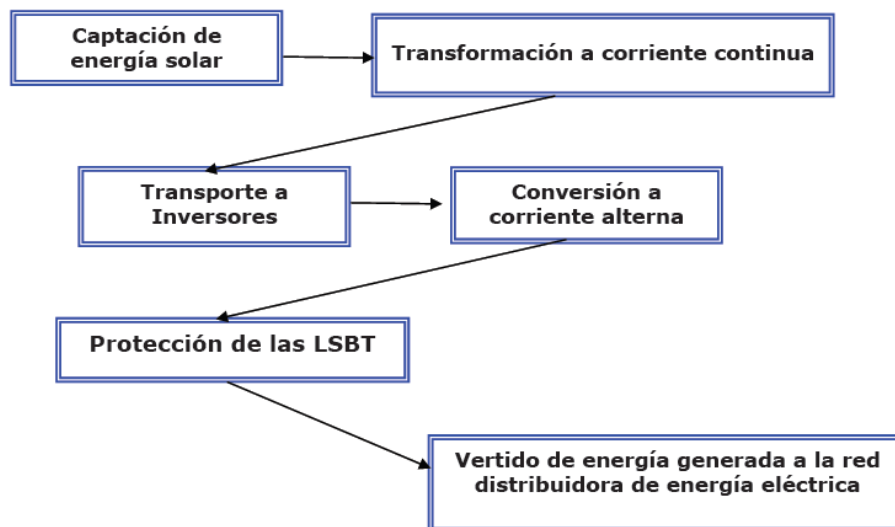 Captación de
energía solar
Transformación a corriente continua
Transporte a
Inversores
Conversión a
corriente alterna
Protección de las LSBT
Vertido de energía generada a la red
distribuidora de energía eléctrica